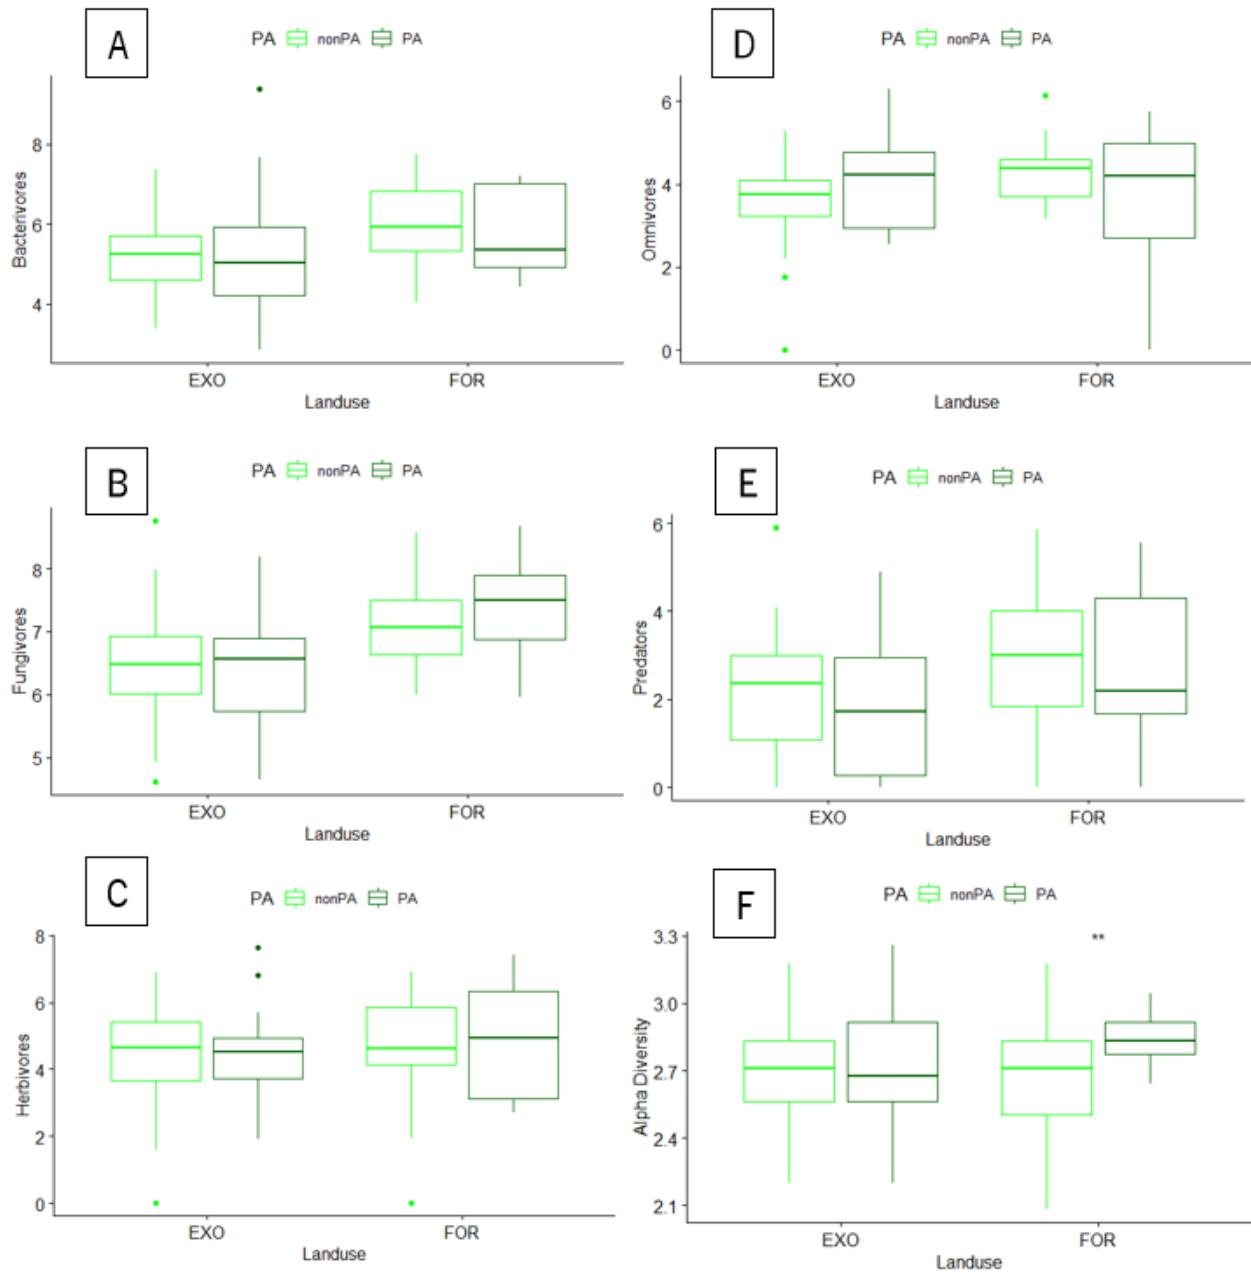 A
PA nonPA PA
Bacterivores
8
6
4
EXO FOR
Landuse
D
PA nonPA PA
Omnivores
6
4
2
0
EXO FOR
Landuse
B
PA nonPA PA
Fungivores
8
7
6
5
EXO FOR
Landuse
E
PA nonPA PA
Predators
6
4
2
0
EXO FOR
Landuse
C
PA nonPA PA
Herbivores
8
6
4
2
0
EXO FOR
Landuse
F
PA nonPA PA
**
Alpha Diversity
3.3
3.0
2.7
2.4
2.1
EXO FOR
Landuse